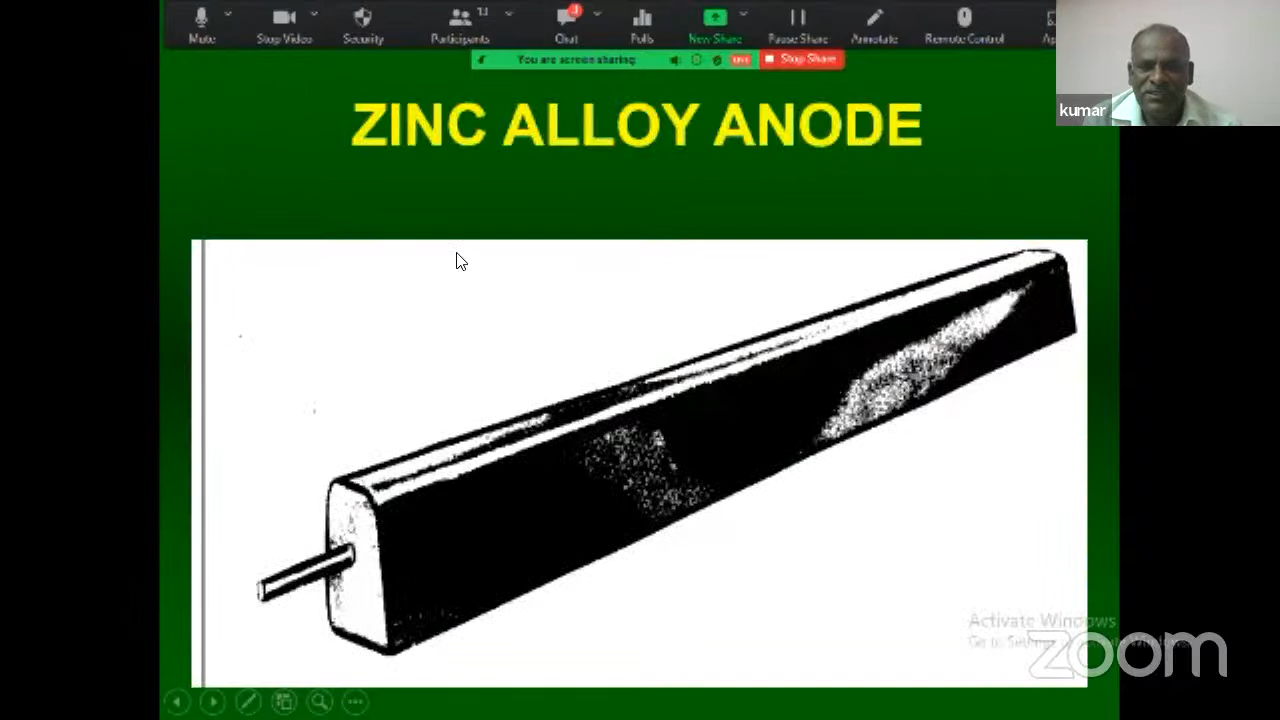 Mute Stop Video Security Participants Chat Polls New Share Pause Share Annotate Remote Control
You are screen sharing LIVE Stop Share
kumar
ZINC ALLOY ANODE
Activate Windows
zoom